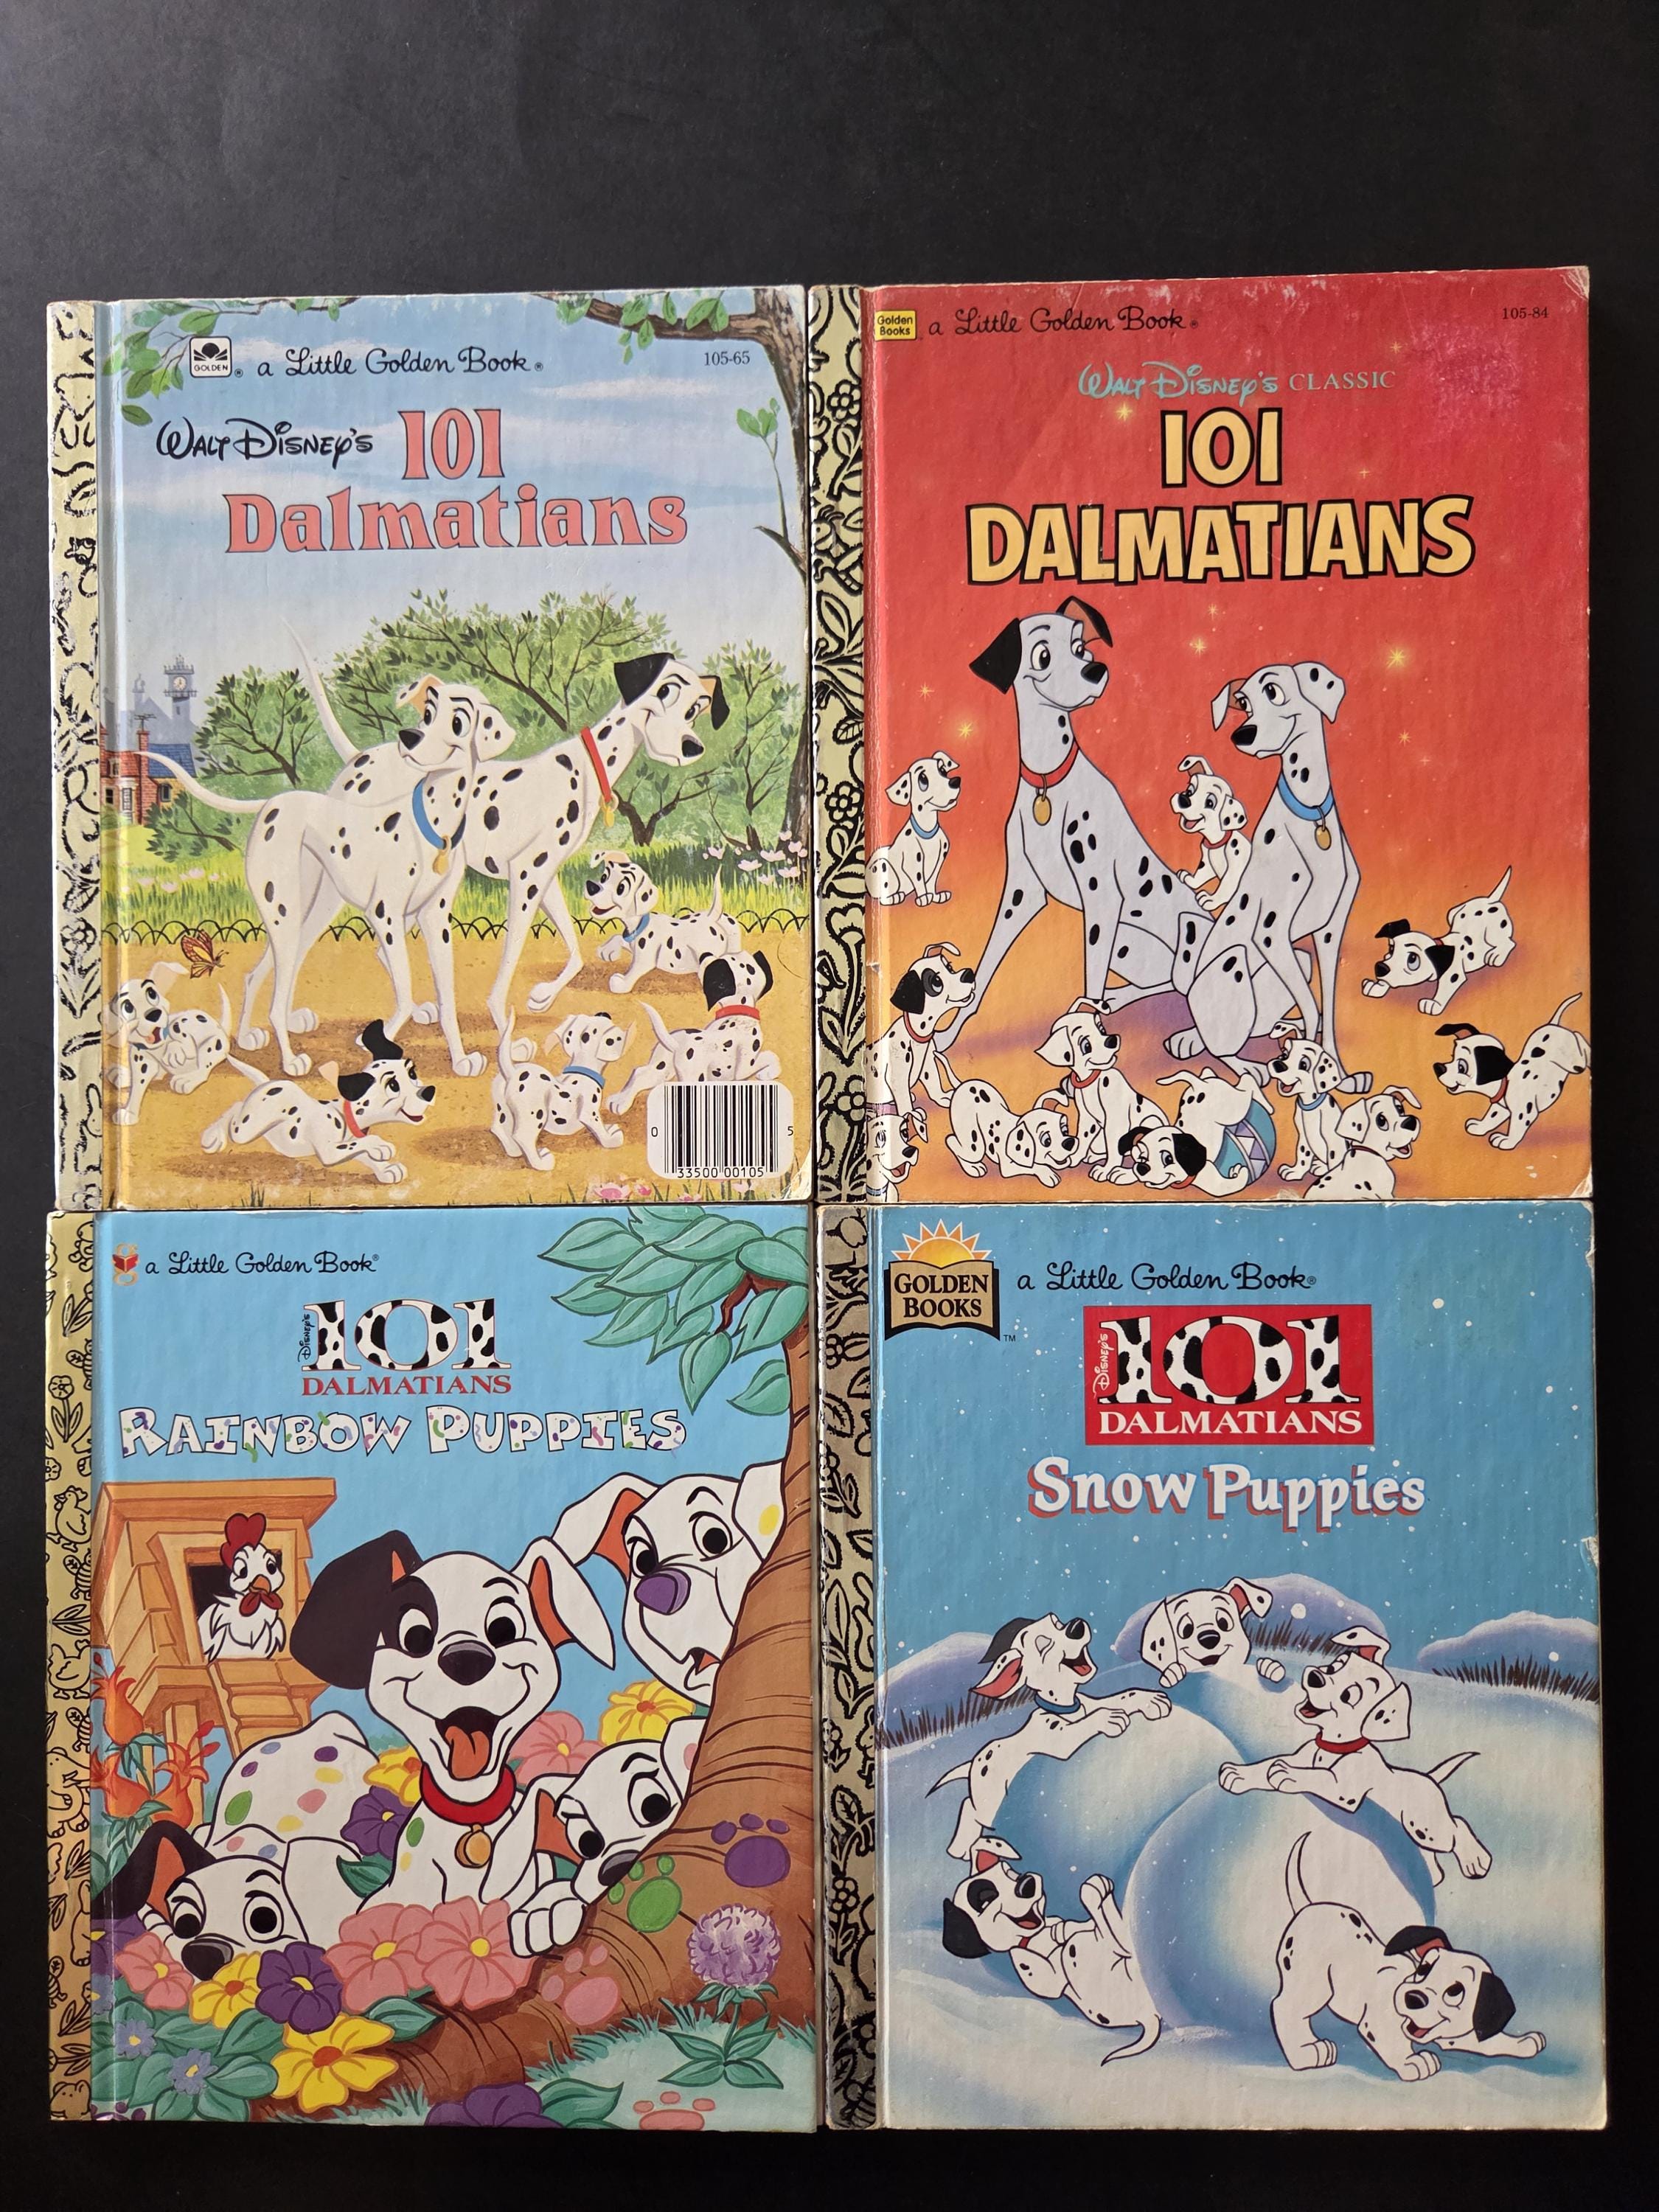 GOLDEN ® a Little Golden Book ® 105-65
WALT DISNEY'S 101
Dalmatians
0 33500 00105 5
Golden
Books ® a Little Golden Book ® 105-84
WALT DISNEY'S CLASSIC
101
DALMATIANS
a Little Golden Book®
DISNEY'S 101
DALMATIANS
RAINBOW PUPPIES
GOLDEN
BOOKS ™ a Little Golden Book®
DISNEY'S 101
DALMATIANS
Snow Puppies